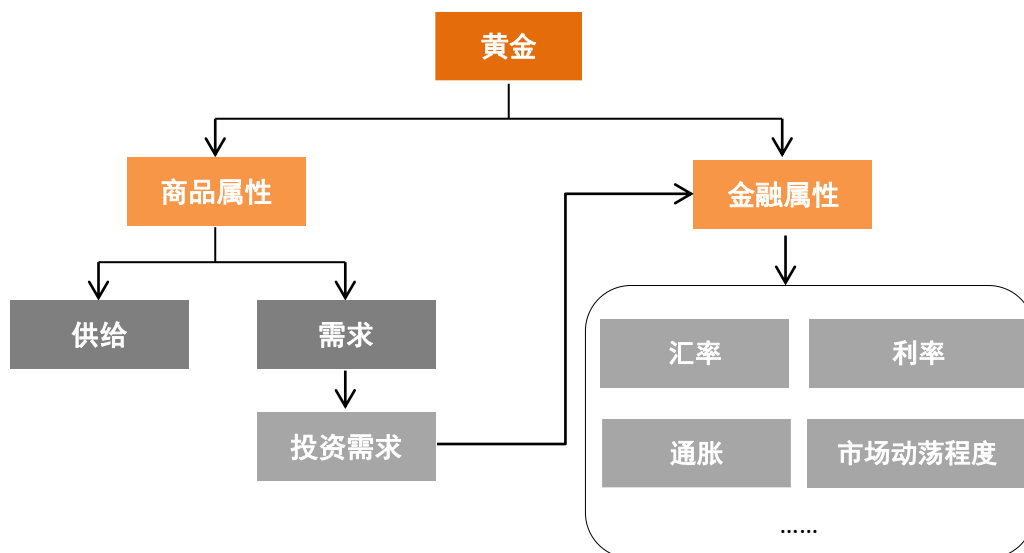 黄金
商品属性
金融属性
供给
需求
汇率
利率
投资需求
通胀
市场动荡程度
……